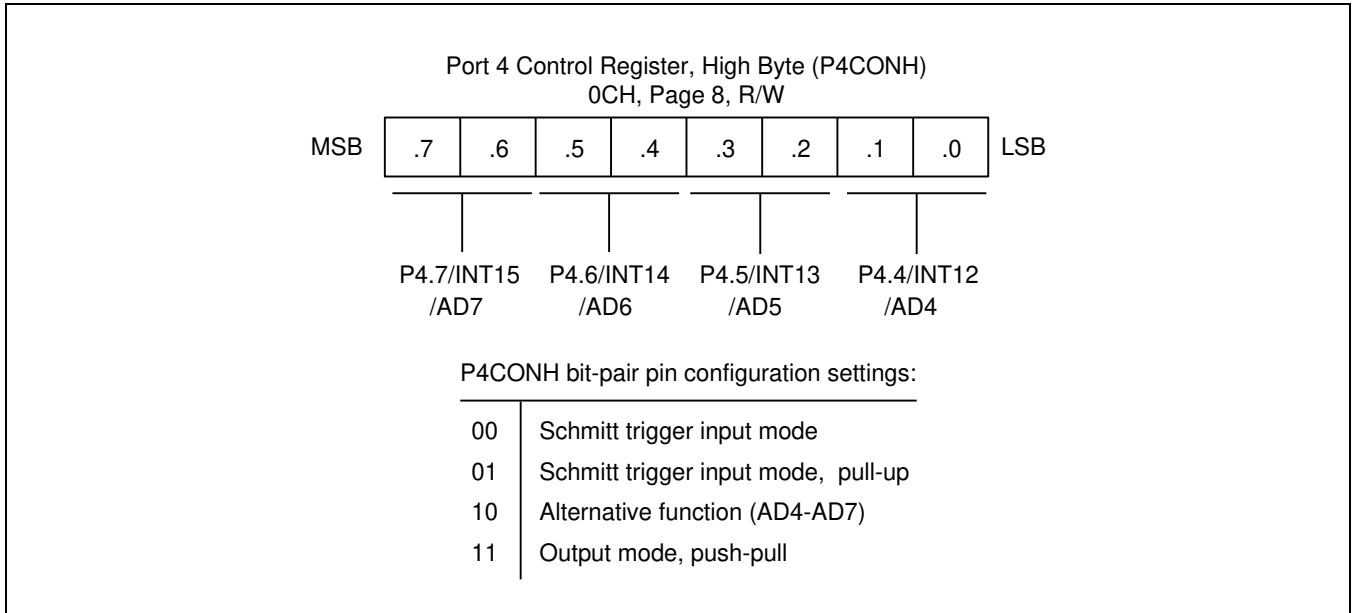 Port 4 Control Register, High Byte (P4CONH)
0CH, Page 8, R/W
MSB .7 .6 .5 .4 .3 .2 .1 .0 LSB
P4.7/INT15 P4.6/INT14 P4.5/INT13 P4.4/INT12
/AD7 /AD6 /AD5 /AD4
P4CONH bit-pair pin configuration settings:
00 Schmitt trigger input mode
01 Schmitt trigger input mode, pull-up
10 Alternative function (AD4-AD7)
11 Output mode, push-pull